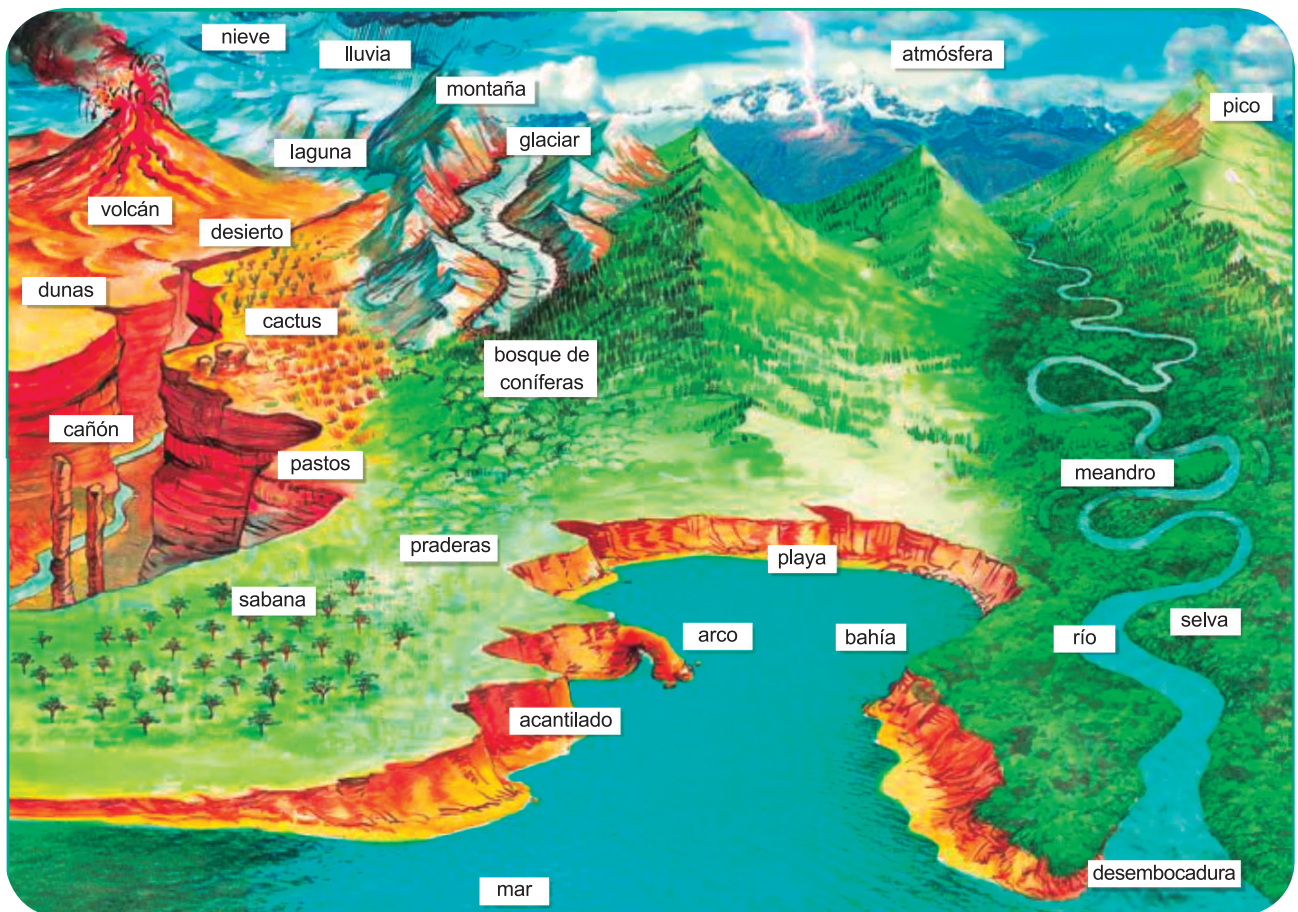 nieve
lluvia
atmósfera
montaña
pico
glaciar
laguna
volcán
desierto
dunas
cactus
bosque de
coníferas
cañón
pastos
meandro
praderas
playa
sabana
selva
arco
bahía
río
acantilado
desembocadura
mar